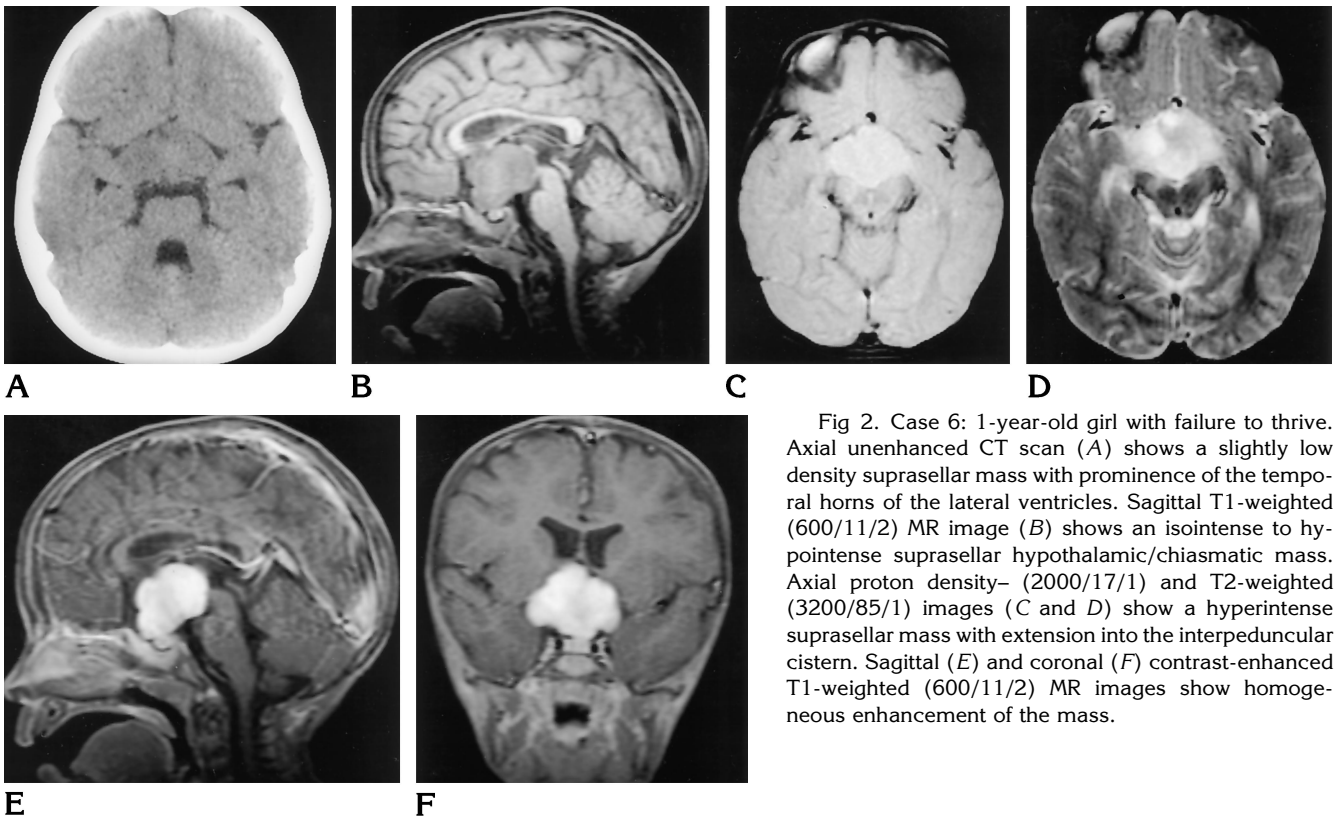 A
B
C
D
E
F
Fig 2. Case 6: 1-year-old girl with failure to thrive.
Axial unenhanced CT scan (A) shows a slightly low
density suprasellar mass with prominence of the tempo-
ral horns of the lateral ventricles. Sagittal T1-weighted
(600/11/2) MR image (B) shows an isointense to hy-
pointense suprasellar hypothalamic/chiasmatic mass.
Axial proton density– (2000/17/1) and T2-weighted
(3200/85/1) images (C and D) show a hyperintense
suprasellar mass with extension into the interpeduncular
cistern. Sagittal (E) and coronal (F) contrast-enhanced
T1-weighted (600/11/2) MR images show homoge-
neous enhancement of the mass.